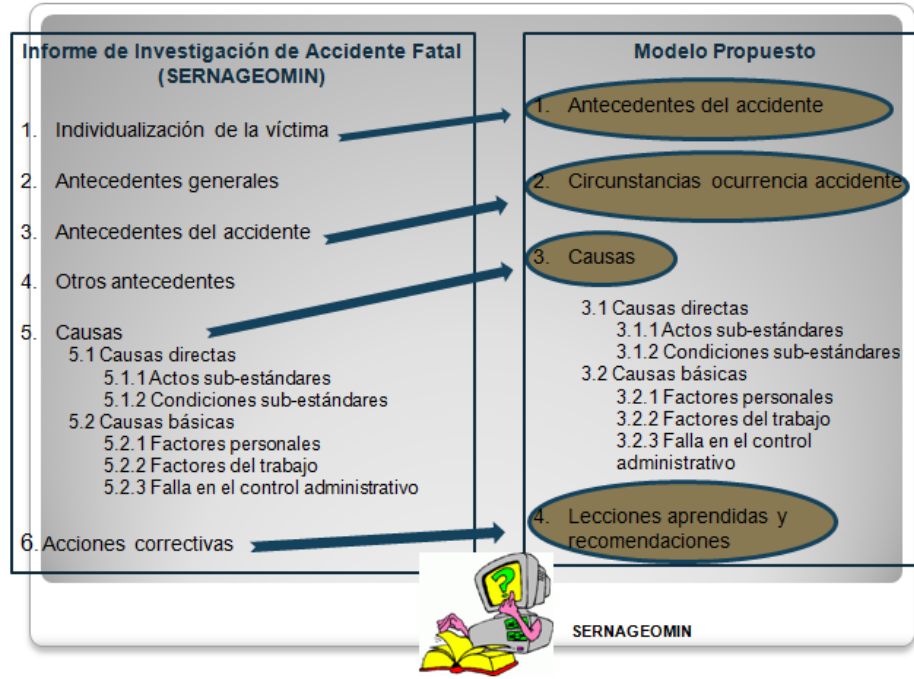 Informe de Investigación de Accidente Fatal
(SERNAGEOMIN)
1. Individualización de la víctima
2. Antecedentes generales
3. Antecedentes del accidente
4. Otros antecedentes
5. Causas
5.1 Causas directas
5.1.1 Actos sub-estándares
5.1.2 Condiciones sub-estándares
5.2 Causas básicas
5.2.1 Factores personales
5.2.2 Factores del trabajo
5.2.3 Falla en el control administrativo
6. Acciones correctivas
Modelo Propuesto
1. Antecedentes del accidente
2. Circunstancias ocurrencia accidente
3. Causas
3.1 Causas directas
3.1.1 Actos sub-estándares
3.1.2 Condiciones sub-estándares
3.2 Causas básicas
3.2.1 Factores personales
3.2.2 Factores del trabajo
3.2.3 Falla en el control
administrativo
4. Lecciones aprendidas y
recomendaciones
?
SERNAGEOMIN